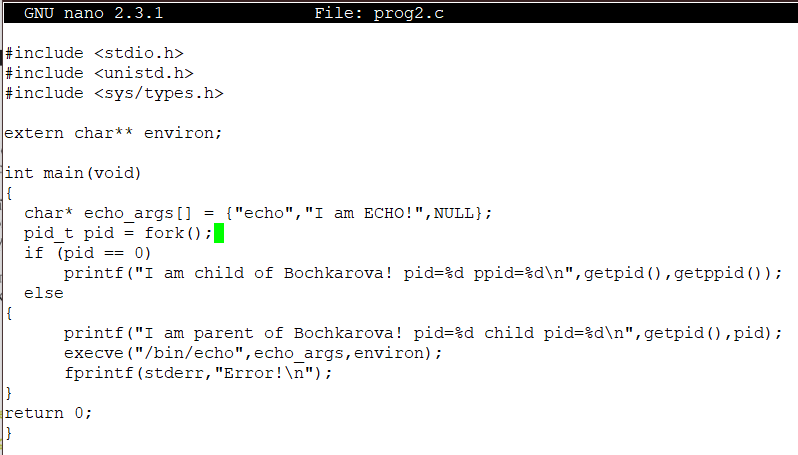 GNU nano 2.3.1 File: prog2.c
#include <stdio.h>
#include <unistd.h>
#include <sys/types.h>
extern char** environ;
int main(void)
{
char* echo_args[] = {"echo","I am ECHO!",NULL};
pid_t pid = fork();
if (pid == 0)
printf("I am child of Bochkarova! pid=%d ppid=%d\n",getpid(),getppid());
else
{
printf("I am parent of Bochkarova! pid=%d child pid=%d\n",getpid(),pid);
execve("/bin/echo",echo_args,environ);
fprintf(stderr,"Error!\n");
}
return 0;
}